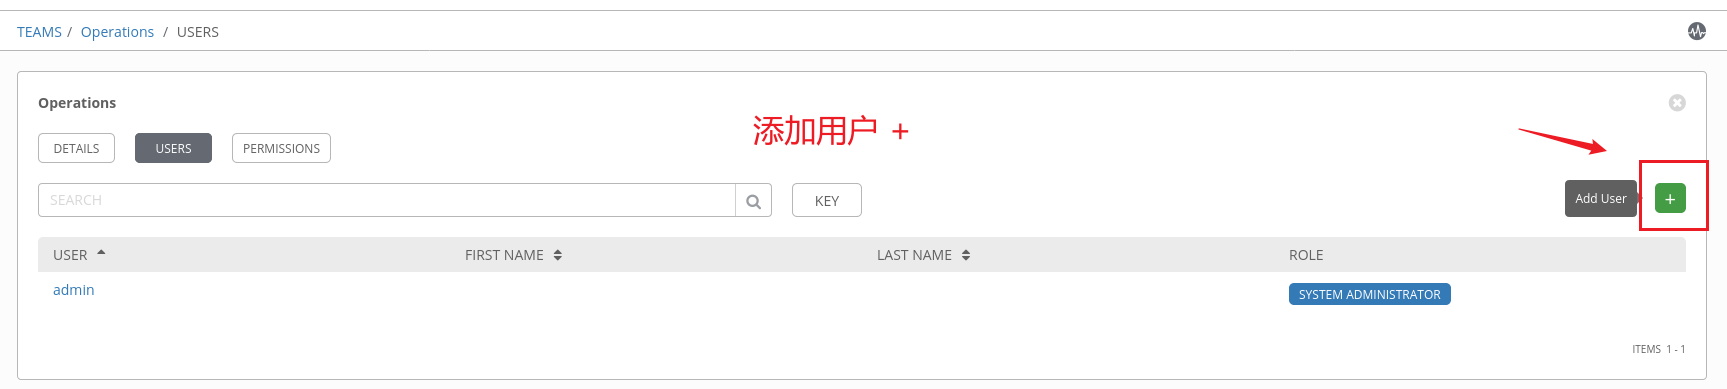 TEAMS / Operations / USERS
Operations
添加用户 +
DETAILS USERS PERMISSIONS
SEARCH KEY Add User +
USER FIRST NAME LAST NAME ROLE
admin SYSTEM ADMINISTRATOR
ITEMS 1 - 1